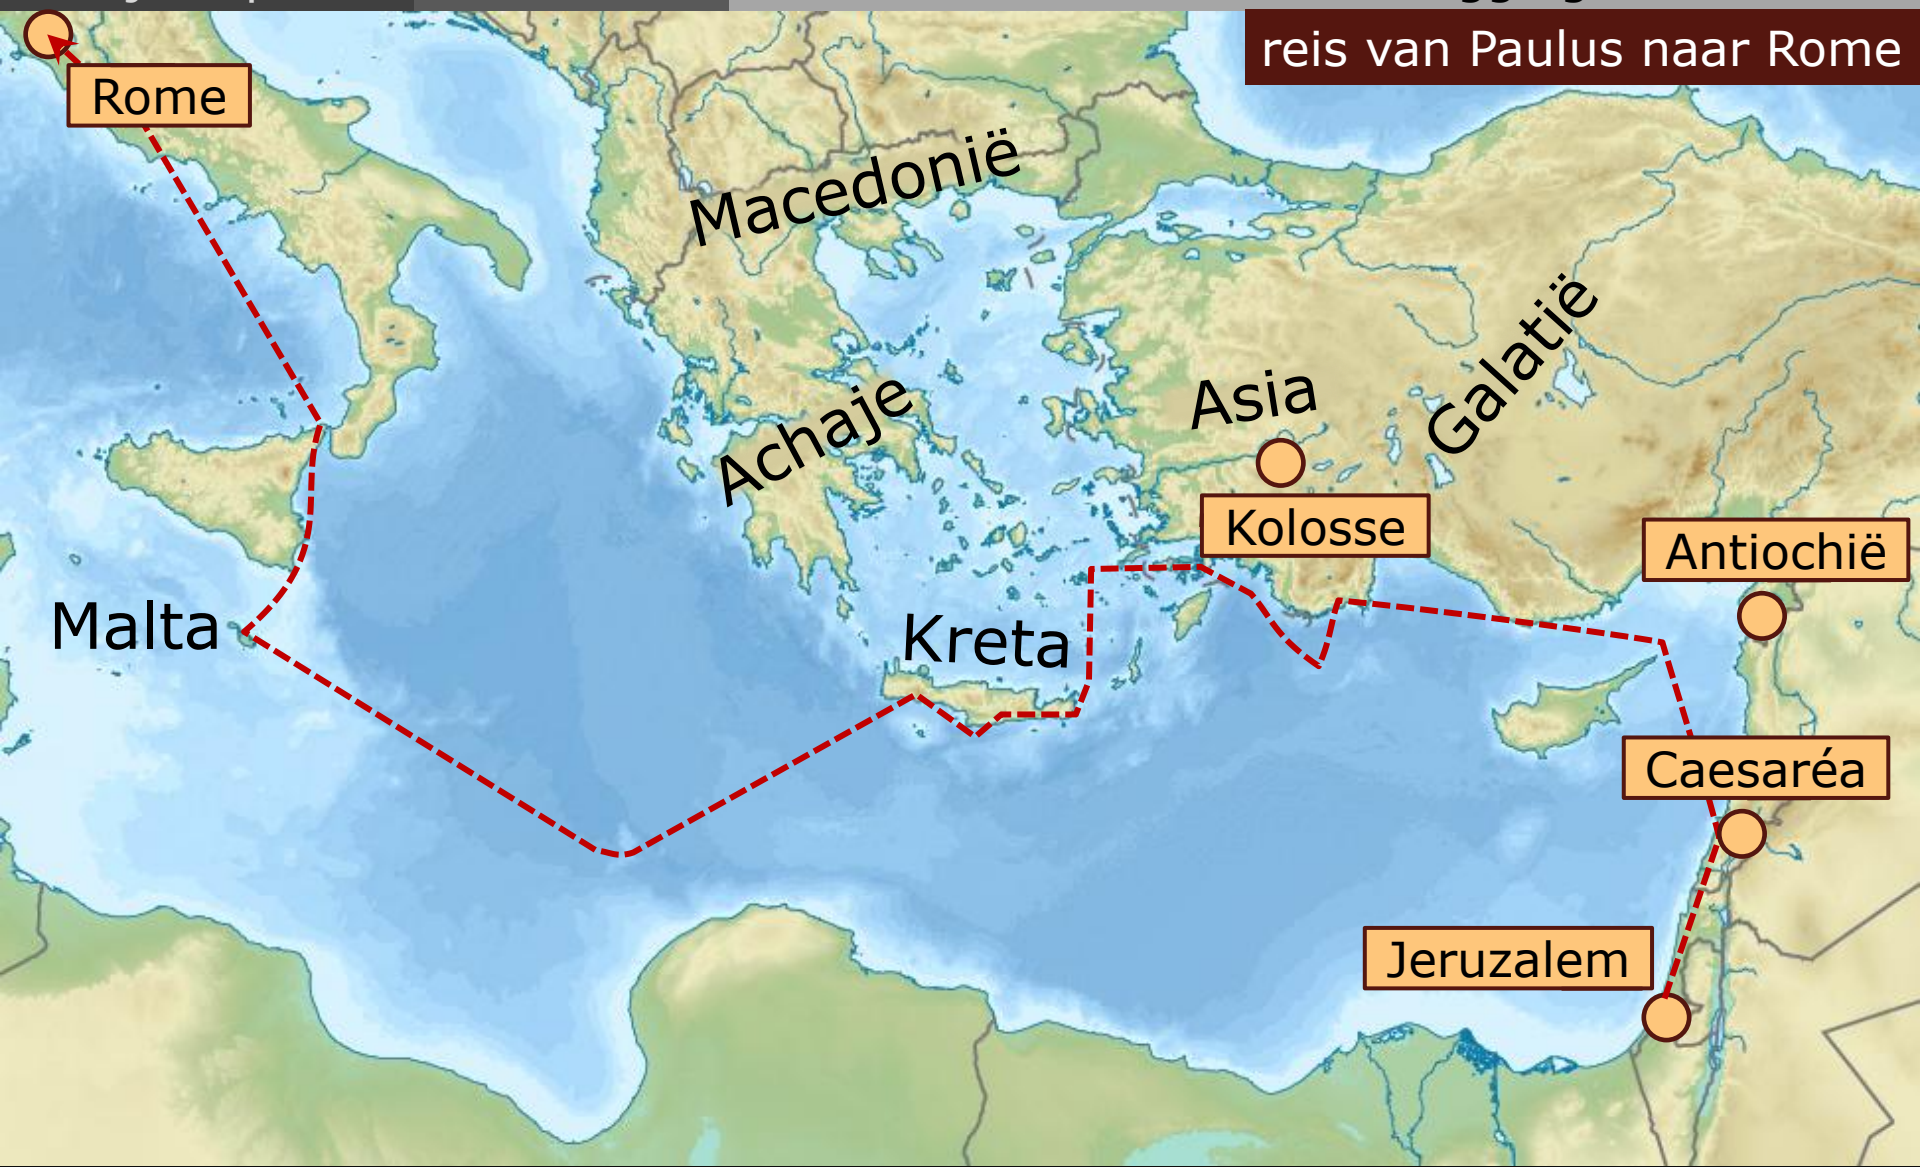 reis van Paulus naar Rome
Rome
Macedonië
Galatië
Asia
Achaje
Kolosse
Antiochië
Malta
Kreta
Caesaréa
Jeruzalem